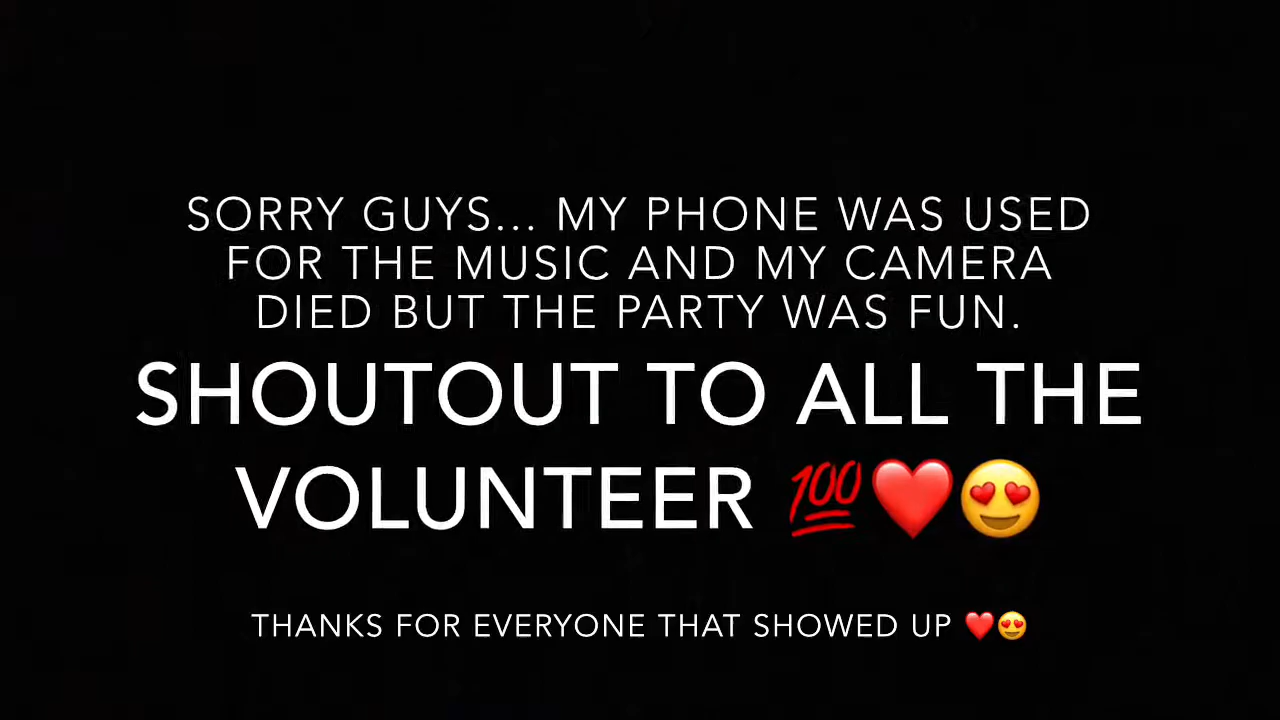 SORRY GUYS... MY PHONE WAS USED
FOR THE MUSIC AND MY CAMERA
DIED BUT THE PARTY WAS FUN.
SHOUTOUT TO ALL THE
VOLUNTEER 💯❤️😍
THANKS FOR EVERYONE THAT SHOWED UP ❤️😍